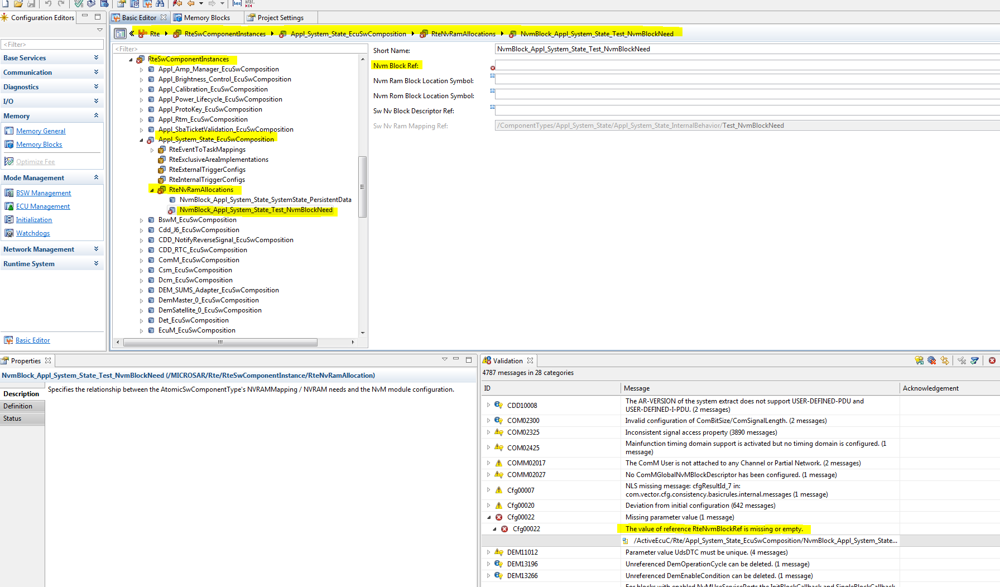 Configuration Editors
<Filter>
Base Services
Communication
Diagnostics
I/O
Memory
Memory General
Memory Blocks
Optimize Fee
Mode Management
BSW Management
ECU Management
Initialization
Watchdogs
Network Management
Runtime System
Basic Editor
Basic Editor
Memory Blocks
Project Settings
Rte
RteSwComponentInstances
Appl_System_State_EcuSwComposition
RteNvRamAllocations
NvmBlock_Appl_System_State_Test_NvmBlockNeed
<Filter>
RteSwComponentInstances
Appl_Amp_Manager_EcuSwComposition
Appl_Brightness_Control_EcuSwComposition
Appl_Calibration_EcuSwComposition
Appl_Power_Lifecycle_EcuSwComposition
Appl_ProtoKey_EcuSwComposition
Appl_Rtm_EcuSwComposition
Appl_SbaTicketValidation_EcuSwComposition
Appl_System_State_EcuSwComposition
RteEventToTaskMappings
RteExclusiveAreaImplementations
RteExternalTriggerConfigs
RteInternalTriggerConfigs
RteNvRamAllocations
NvmBlock_Appl_System_State_SystemState_PersistentData
NvmBlock_Appl_System_State_Test_NvmBlockNeed
BswM_EcuSwComposition
Cdd_J6_EcuSwComposition
CDD_NotifyReverseSignal_EcuSwComposition
CDD_RTC_EcuSwComposition
ComM_EcuSwComposition
Csm_EcuSwComposition
Dcm_EcuSwComposition
DEM_SUMS_Adapter_EcuSwComposition
DemMaster_0_EcuSwComposition
DemSatellite_0_EcuSwComposition
Det_EcuSwComposition
EcuM_EcuSwComposition
Short Name: NvmBlock_Appl_System_State_Test_NvmBlockNeed
Nvm Block Ref:
Nvm Ram Block Location Symbol:
Nvm Rom Block Location Symbol:
Sw Nv Block Descriptor Ref:
Sw Nv Ram Mapping Ref: /ComponentTypes/Appl_System_State/Appl_System_State_InternalBehavior/Test_NvmBlockNeed
Properties
NvmBlock_Appl_System_State_Test_NvmBlockNeed (/MICROSAR/Rte/RteSwComponentInstance/RteNvRamAllocation)
Description
Definition
Status
Specifies the relationship between the AtomicSwComponentType's NVRAMMapping / NVRAM needs and the NvM module configuration.
Validation
4787 messages in 28 categories
ID Message Acknowledgement
CDD10008 The AR-VERSION of the system extract does not support USER-DEFINED-PDU and
USER-DEFINED-I-PDU. (2 messages)
COM02300 Invalid configuration of ComBitSize/ComSignalLength. (2 messages)
COM02325 Inconsistent signal access property (3890 messages)
COM02425 Mainfunction timing domain support is activated but no timing domain is configured. (1
message)
COMM02017 The ComM User is not attached to any Channel or Partial Network. (2 messages)
COMM02027 No ComMGlobalNvMBlockDescriptor has been configured. (1 message)
Cfg00007 NLS missing message: cfgResultId_7 in:
com.vector.cfg.consistency.basicrules.internal.messages (1 message)
Cfg00020 Deviation from initial configuration (642 messages)
Cfg00022 Missing parameter value (1 message)
Cfg00022 The value of reference RteNvmBlockRef is missing or empty.
/ActiveEcuC/Rte/Appl_System_State_EcuSwComposition/NvmBlock_Appl_System_State...
DEM11012 Parameter value UdsDTC must be unique. (4 messages)
DEM13196 Unreferenced DemOperationCycle can be deleted. (1 message)
DEM13266 Unreferenced DemEnableCondition can be deleted. (1 message)
For blocks with enabled NvMUseServicePorts the InitBlockCallback and SingleBlockCallback